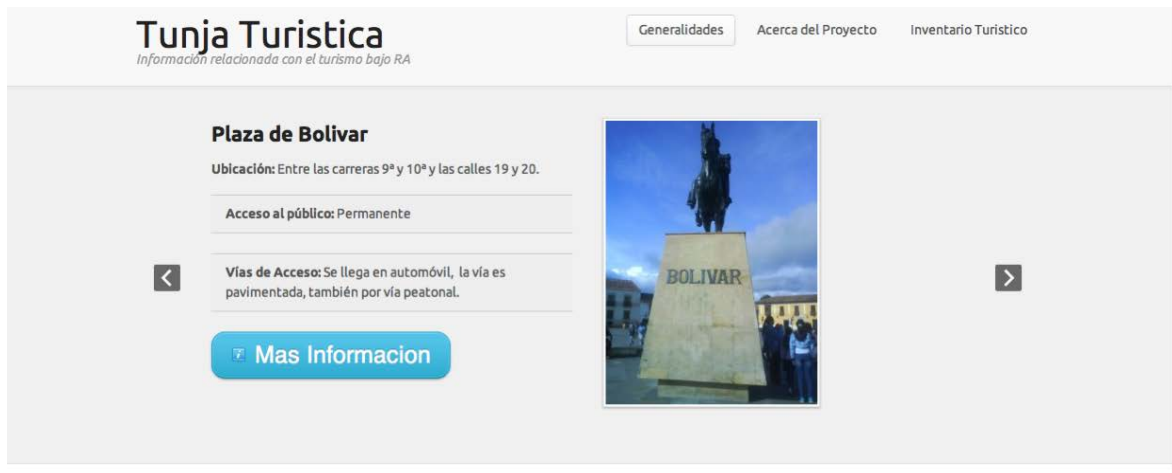 Tunja Turistica
Información relacionada con el turismo bajo RA
Generalidades
Acerca del Proyecto
Inventario Turistico
Plaza de Bolivar
Ubicación: Entre las carreras 9ª y 10ª y las calles 19 y 20.
Acceso al público: Permanente
Vías de Acceso: Se llega en automóvil, la vía es
pavimentada, también por vía peatonal.
Mas Informacion
BOLIVAR